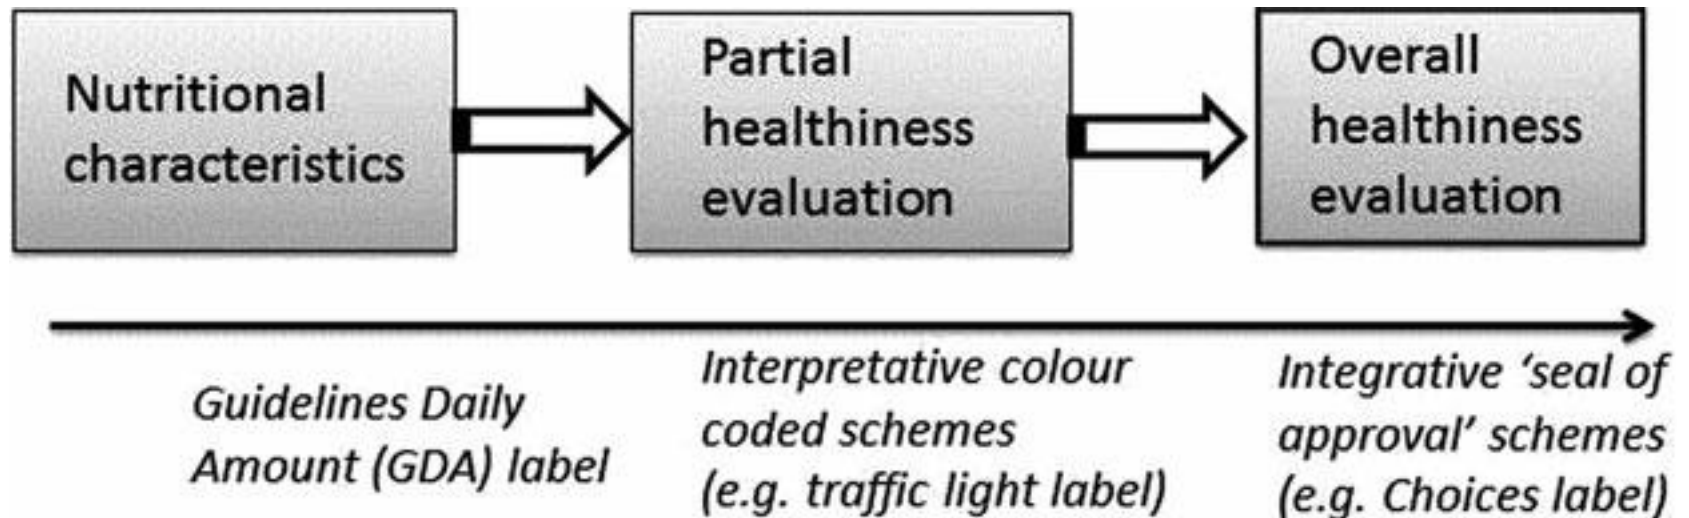 Nutritional
characteristics
Partial
healthiness
evaluation
Overall
healthiness
evaluation
Guidelines Daily
Amount (GDA) label
Interpretative colour
coded schemes
(e.g. traffic light label)
Integrative ‘seal of
approval’ schemes
(e.g. Choices label)